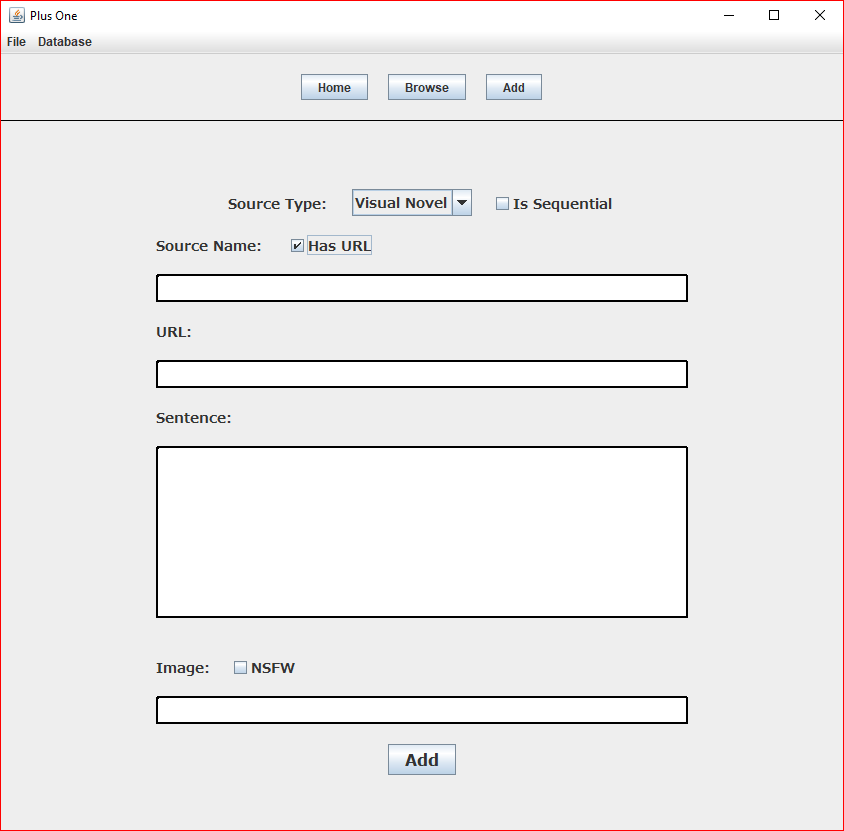 Plus One
File Database
Home Browse Add
Source Type: Visual Novel Is Sequential
Source Name: Has URL
URL:
Sentence:
Image: NSFW
Add